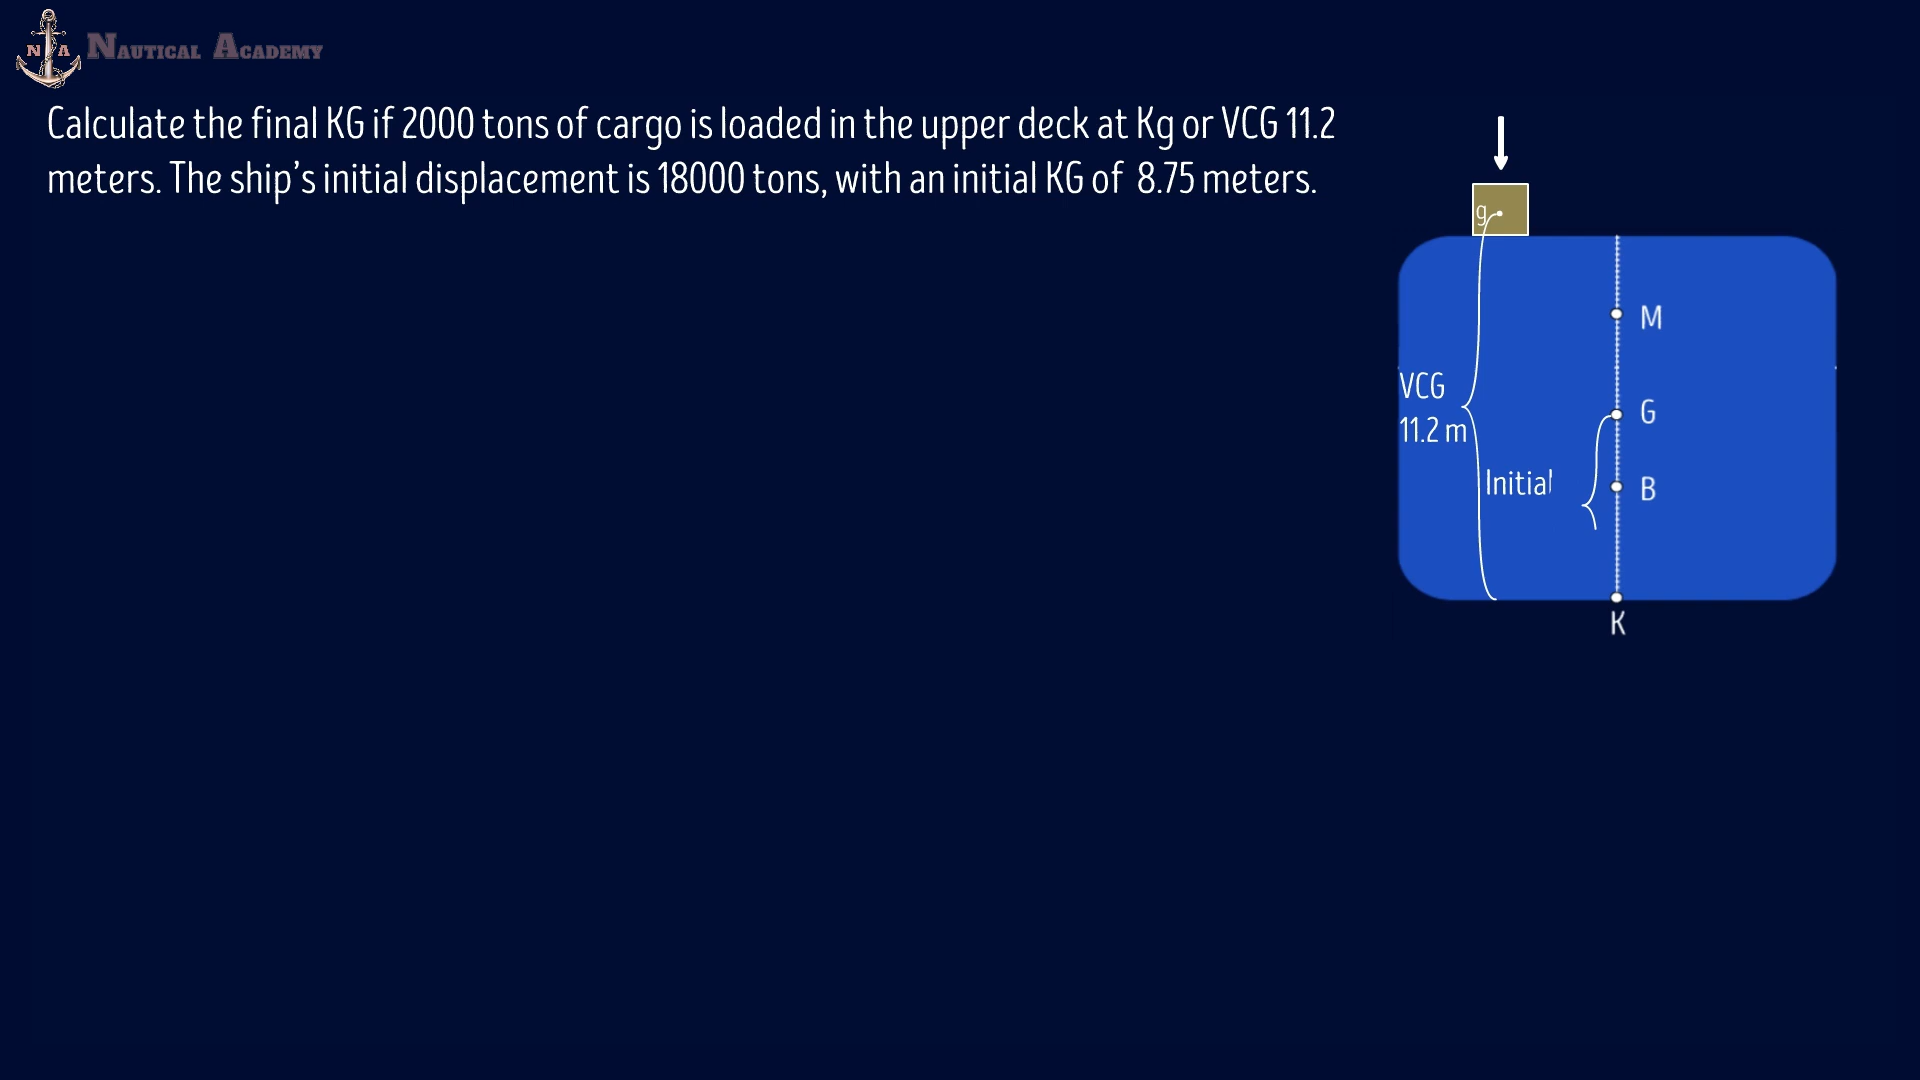 N A NAUTICAL ACADEMY
Calculate the final KG if 2000 tons of cargo is loaded in the upper deck at Kg or VCG 11.2
meters. The ship's initial displacement is 18000 tons, with an initial KG of 8.75 meters.
g
M
VCG
11.2 m
G
Initial
B
K